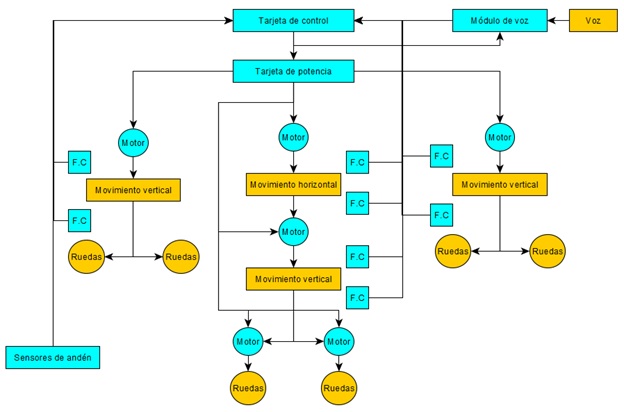 Tarjeta de control
Módulo de voz
Voz
Tarjeta de potencia
Motor
Motor
Motor
F.C
F.C
F.C
Movimiento vertical
Movimiento horizontal
Movimiento vertical
F.C
F.C
F.C
Motor
Ruedas
Ruedas
F.C
Ruedas
Ruedas
Movimiento vertical
F.C
Motor
Motor
Sensores de andén
Ruedas
Ruedas